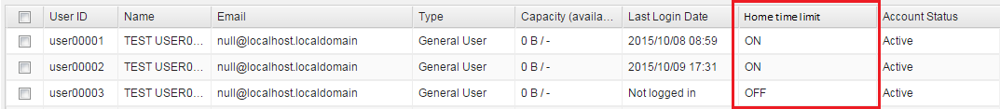 User ID Name Email Type Capacity (availa... Last Login Date Home time limit Account Status
user00001 TEST USER0... null@localhost.localdomain General User 0 B / - 2015/10/08 08:59 ON Active
user00002 TEST USER0... null@localhost.localdomain General User 0 B / - 2015/10/09 17:31 ON Active
user00003 TEST USER0... null@localhost.localdomain General User 0 B / - Not logged in OFF Active